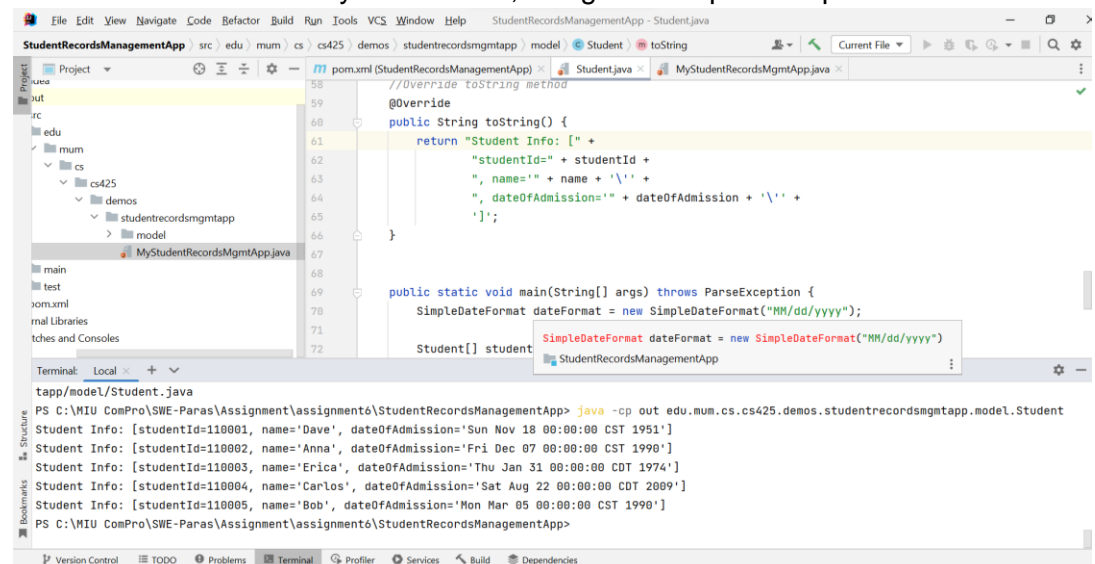 File Edit View Navigate Code Refactor Build Run Tools VCS Window Help StudentRecordsManagementApp - Student.java
StudentRecordsManagementApp src edu mum cs cs425 demos studentrecordsmgmtapp model Student toString Current File
Project pom.xml (StudentRecordsManagementApp) Student.java MyStudentRecordsMgmtApp.java
58 //Override toString method
59 @Override
60 public String toString() {
61 return "Student Info: [" +
62 "studentId=" + studentId +
63 ", name='" + name + '\'' +
64 ", dateOfAdmission='" + dateOfAdmission + '\'' +
65 ']';
66 }
67
68
69 public static void main(String[] args) throws ParseException {
70 SimpleDateFormat dateFormat = new SimpleDateFormat("MM/dd/yyyy");
71
72 Student[] student
SimpleDateFormat dateFormat = new SimpleDateFormat("MM/dd/yyyy")
StudentRecordsManagementApp
Project
out
edu
mum
cs
cs425
demos
studentrecordsmgmtapp
model
MyStudentRecordsMgmtApp.java
main
test
pom.xml
rnal Libraries
tches and Consoles
Terminal: Local
tapp/model/Student.java
PS C:\MIU ComPro\SWE-Paras\Assignment\assignment6\StudentRecordsManagementApp> java -cp out edu.mum.cs.cs425.demos.studentrecordsmgmtapp.model.Student
Student Info: [studentId=110001, name='Dave', dateOfAdmission='Sun Nov 18 00:00:00 CST 1951']
Student Info: [studentId=110002, name='Anna', dateOfAdmission='Fri Dec 07 00:00:00 CST 1990']
Student Info: [studentId=110003, name='Erica', dateOfAdmission='Thu Jan 31 00:00:00 CDT 1974']
Student Info: [studentId=110004, name='Carlos', dateOfAdmission='Sat Aug 22 00:00:00 CDT 2009']
Student Info: [studentId=110005, name='Bob', dateOfAdmission='Mon Mar 05 00:00:00 CST 1990']
PS C:\MIU ComPro\SWE-Paras\Assignment\assignment6\StudentRecordsManagementApp>
Structure
Bookmarks
Version Control TODO Problems Terminal Profiler Services Build Dependencies